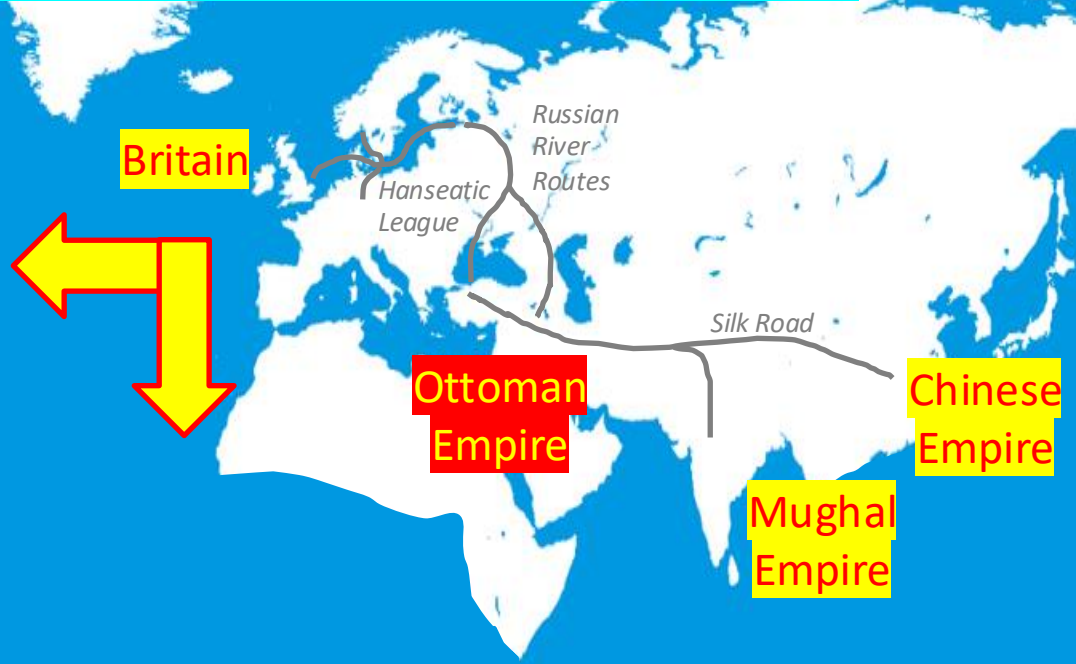 Russian
River
Routes
Britain
Hanseatic
League
Silk Road
Ottoman
Empire
Chinese
Empire
Mughal
Empire